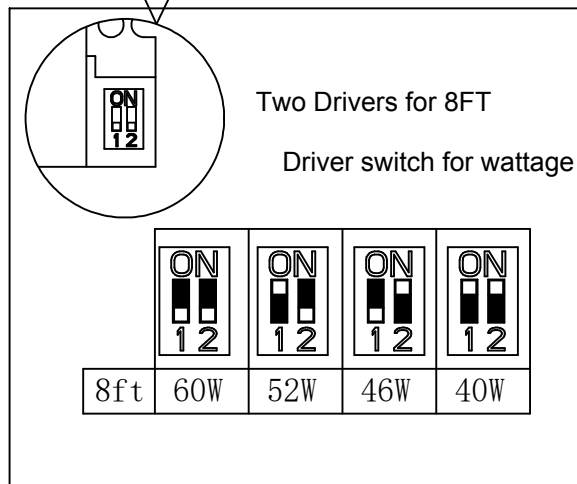 ON
1 2
Two Drivers for 8FT
Driver switch for wattage
ON ON ON ON
1 2 1 2 1 2 1 2
8ft 60W 52W 46W 40W